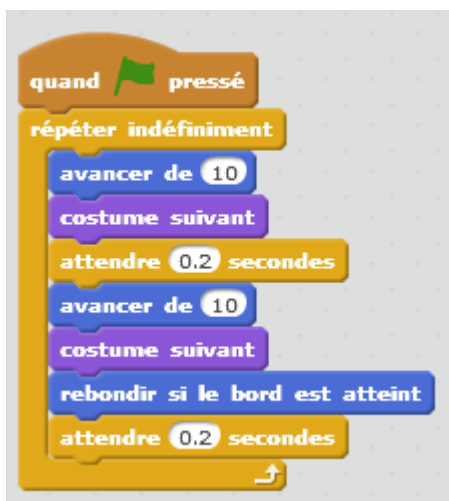 quand pressé
répéter indéfiniment
avancer de 10
costume suivant
attendre 0.2 secondes
avancer de 10
costume suivant
rebondir si le bord est atteint
attendre 0.2 secondes